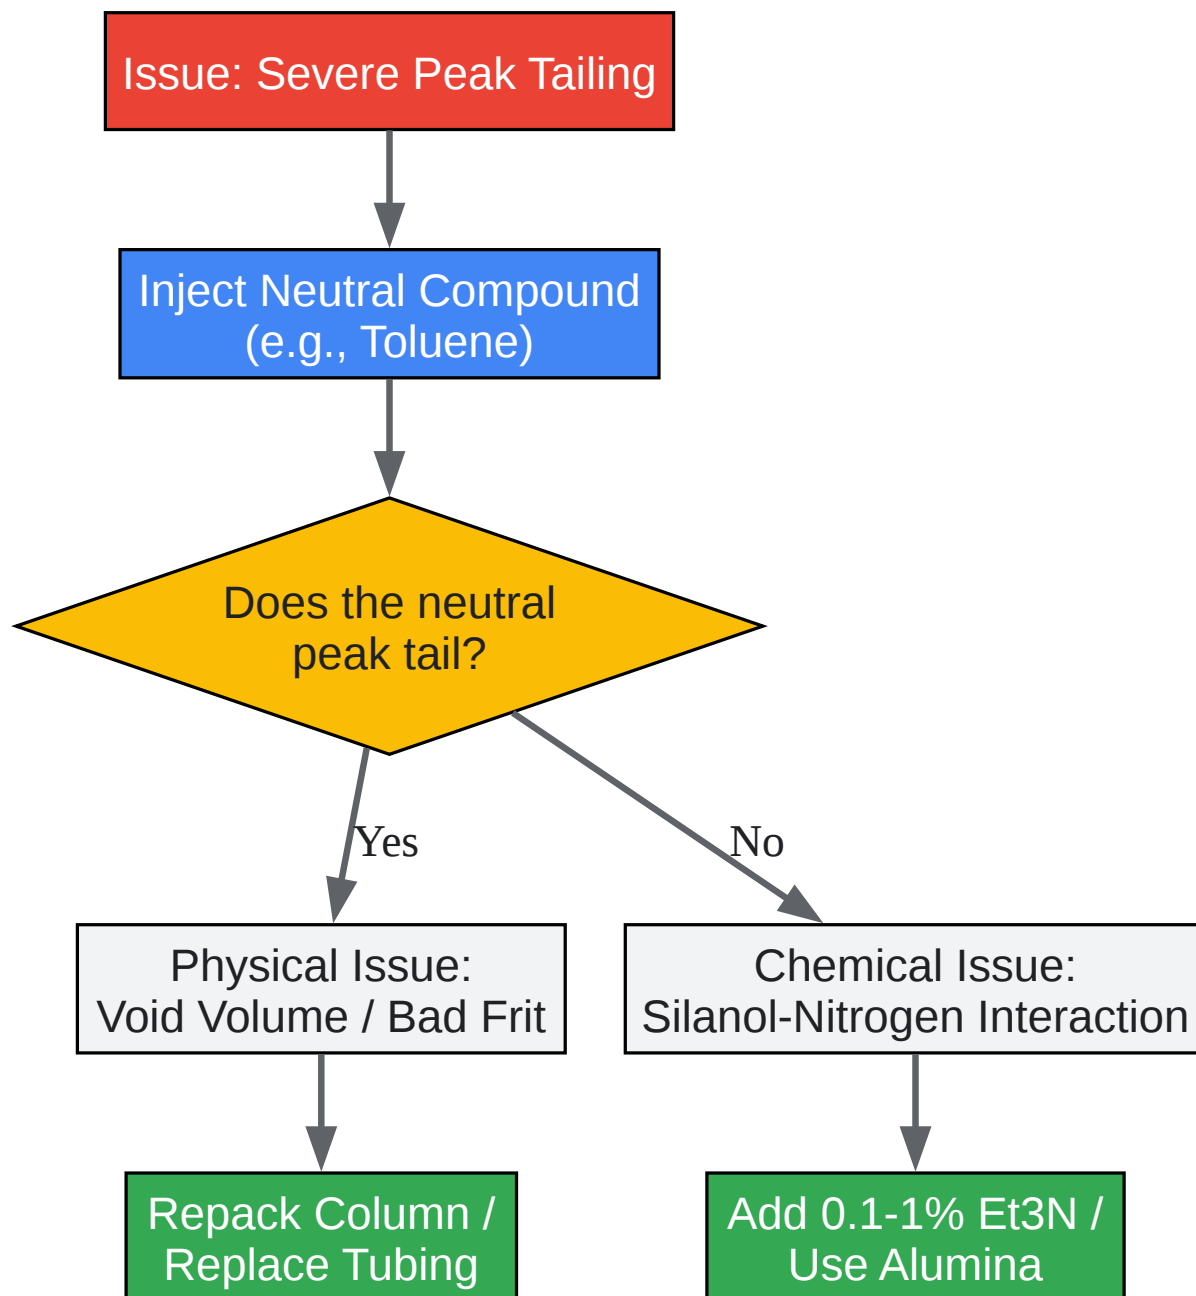 Issue: Severe Peak Tailing
Inject Neutral Compound
(e.g., Toluene)
Does the neutral
peak tail?
Yes
No
Physical Issue:
Void Volume / Bad Frit
Chemical Issue:
Silanol-Nitrogen Interaction
Repack Column /
Replace Tubing
Add 0.1-1% Et3N /
Use Alumina